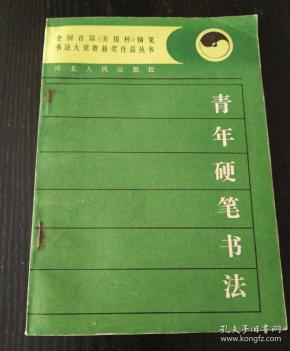 全国首届《美报杯》钢笔
书法大奖赛获奖作品丛书
河北人民出版社
青年硬笔书法
孔夫子旧书网